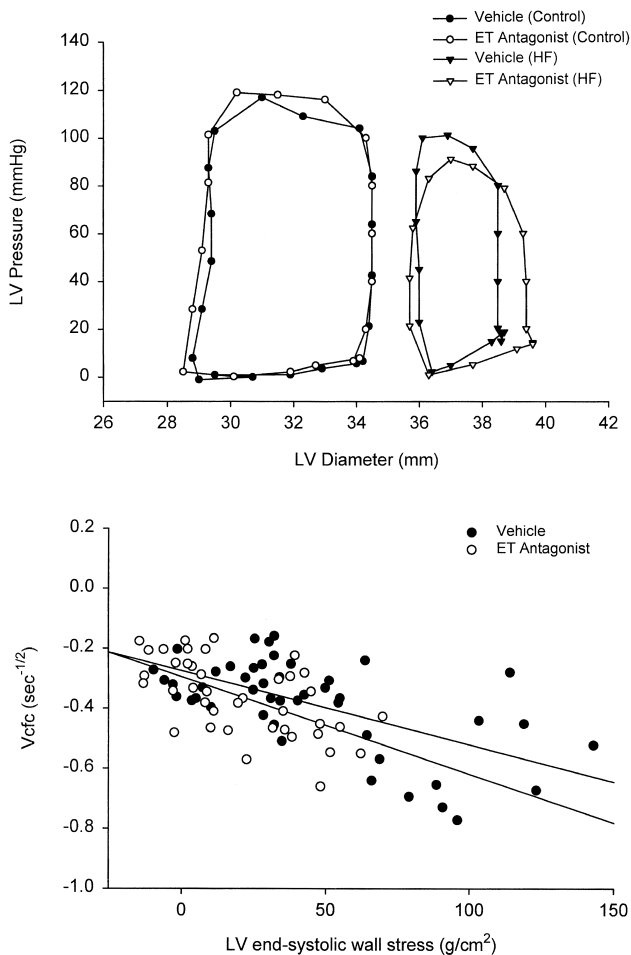 Vehicle (Control)
ET Antagonist (Control)
Vehicle (HF)
ET Antagonist (HF)
140
120
100
80
60
40
20
0
LV Pressure (mmHg)
26 28 30 32 34 36 38 40 42
LV Diameter (mm)
Vehicle
ET Antagonist
0.2
0.0
-0.2
-0.4
-0.6
-0.8
-1.0
Vcfc (sec⁻¹/²)
0 50 100 150
LV end-systolic wall stress (g/cm²)